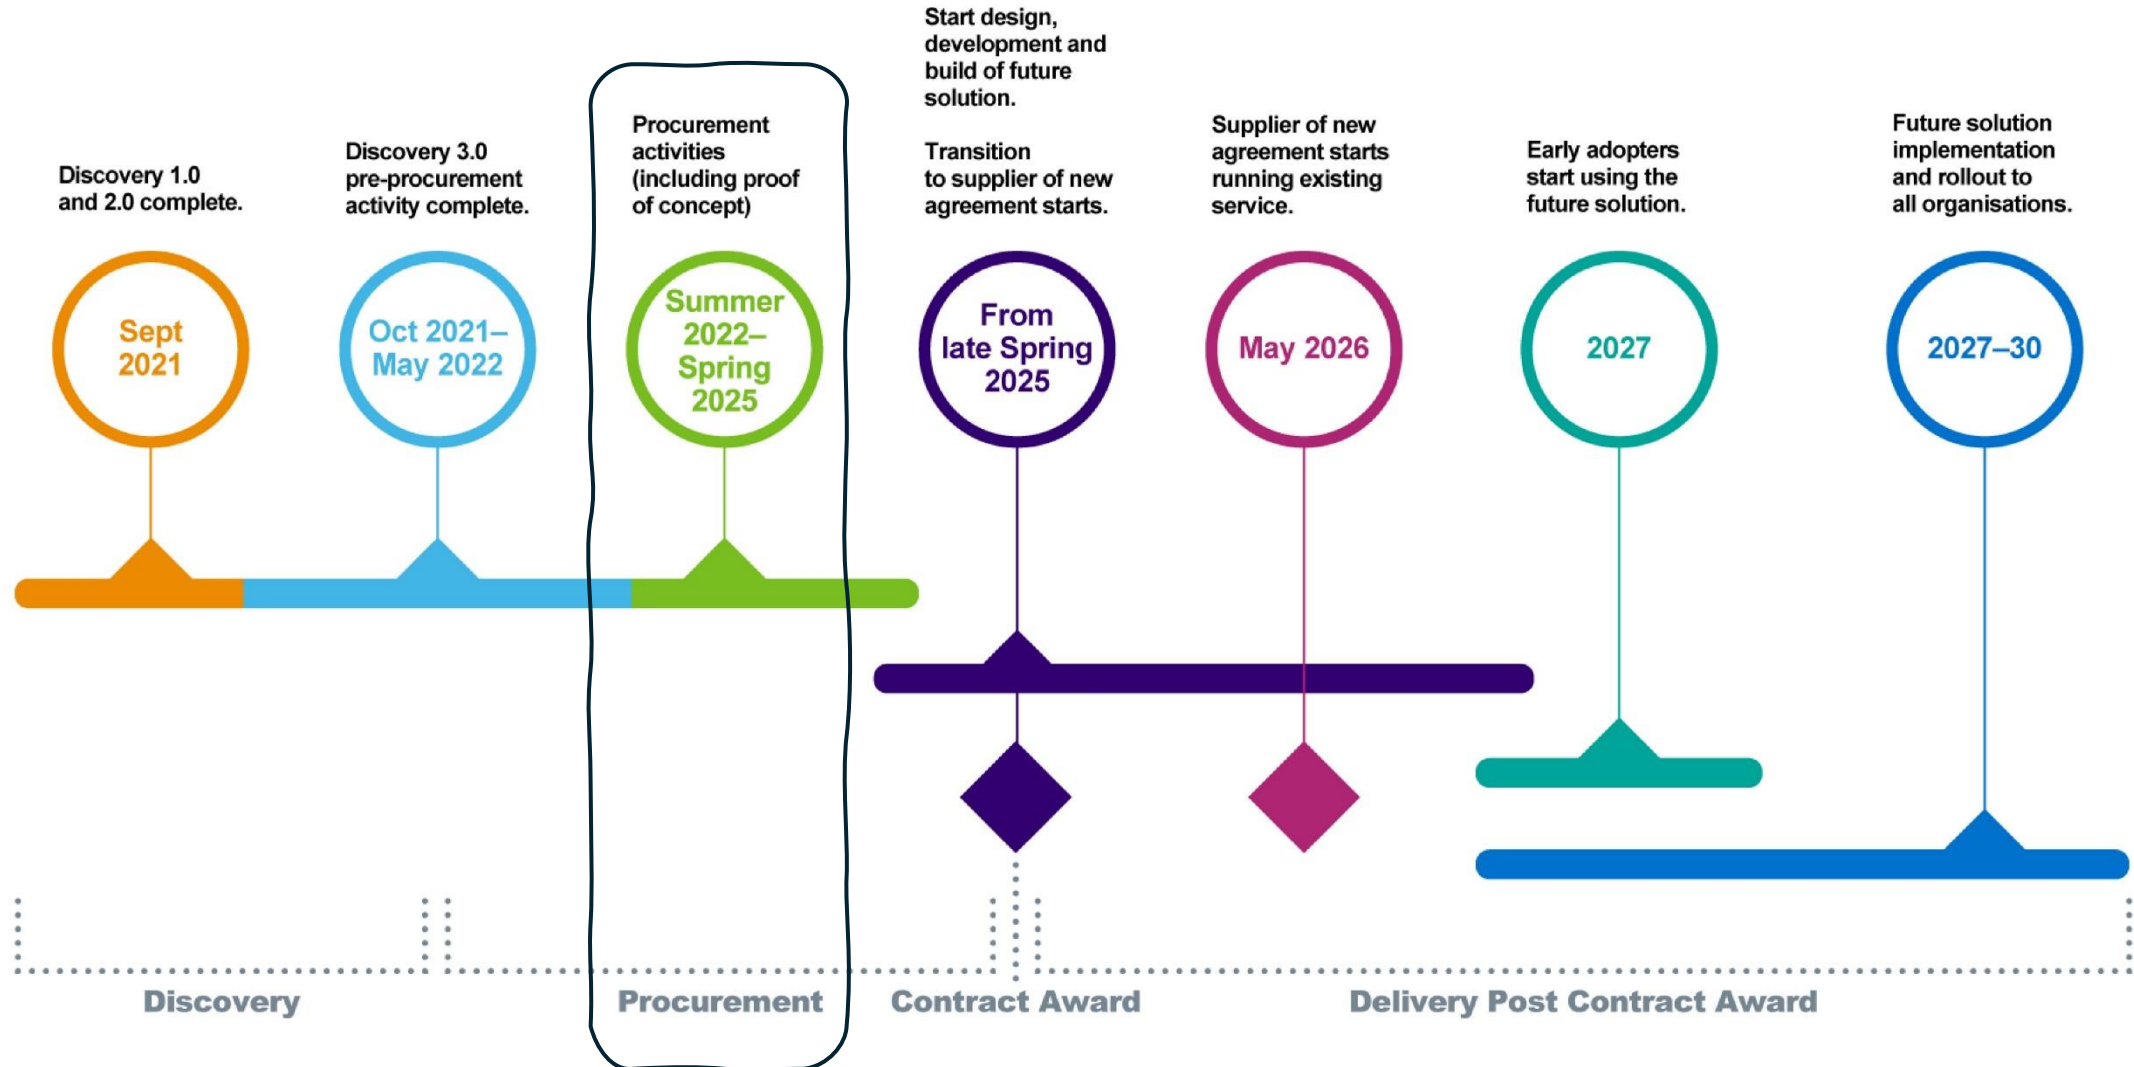 Discovery 1.0
and 2.0 complete.
Sept
2021
Discovery 3.0
pre-procurement
activity complete.
Oct 2021–
May 2022
Procurement
activities
(including proof
of concept)
Summer
2022–
Spring
2025
Start design,
development and
build of future
solution.
Transition
to supplier of new
agreement starts.
From
late Spring
2025
Supplier of new
agreement starts
running existing
service.
May 2026
Early adopters
start using the
future solution.
2027
Future solution
implementation
and rollout to
all organisations.
2027–30
Discovery
Procurement
Contract Award
Delivery Post Contract Award